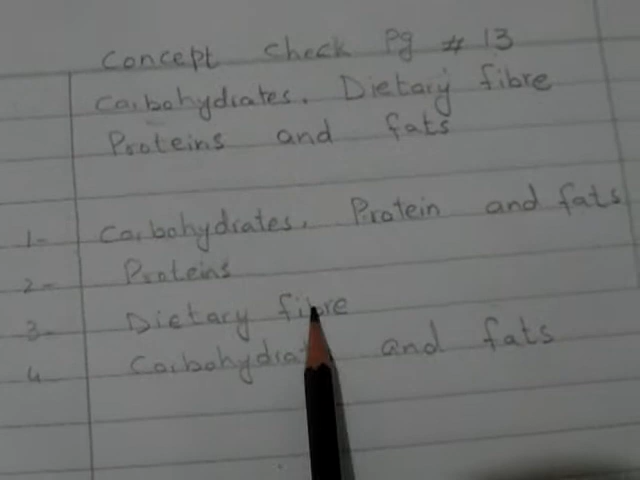 Concept check Pg # 13
Carbohydrates. Dietary fibre
Proteins and fats
1- Carbohydrates. Protein and fats
2- Proteins
3- Dietary fibre
4 Carbohydrat and fats